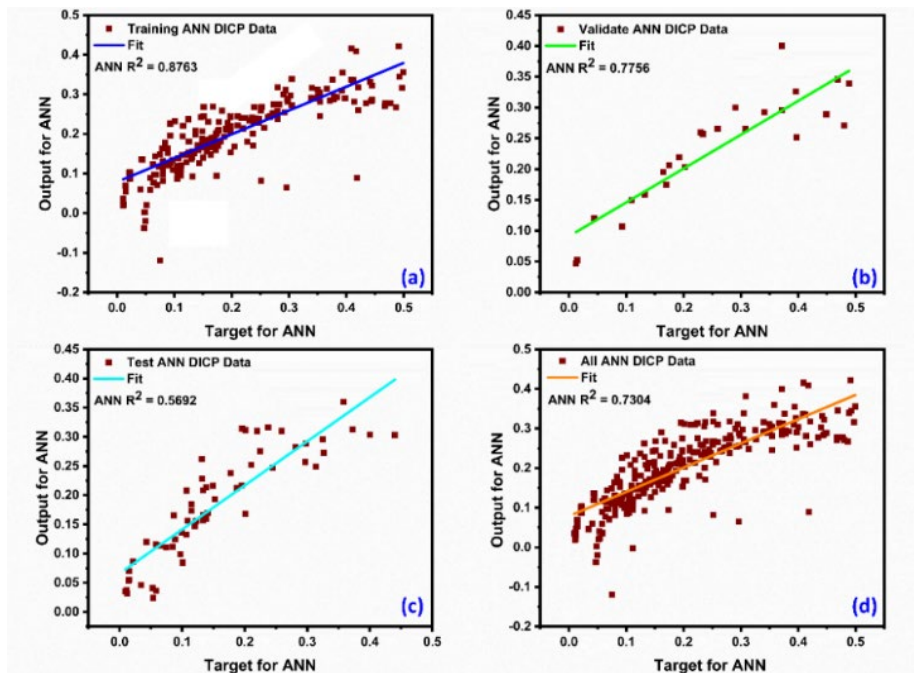 Training ANN DICP Data
Fit
ANN R² = 0.8763
Output for ANN
0.5
0.4
0.3
0.2
0.1
0.0
-0.1
-0.2
0.0 0.1 0.2 0.3 0.4 0.5
Target for ANN
(a)
Validate ANN DICP Data
Fit
ANN R² = 0.7756
Output for ANN
0.45
0.40
0.35
0.30
0.25
0.20
0.15
0.10
0.05
0.00
0.0 0.1 0.2 0.3 0.4 0.5
Target for ANN
(b)
Test ANN DICP Data
Fit
ANN R² = 0.5692
Output for ANN
0.45
0.40
0.35
0.30
0.25
0.20
0.15
0.10
0.05
0.00
0.0 0.1 0.2 0.3 0.4 0.5
Target for ANN
(c)
All ANN DICP Data
Fit
ANN R² = 0.7304
Output for ANN
0.5
0.4
0.3
0.2
0.1
0.0
-0.1
-0.2
0.0 0.1 0.2 0.3 0.4 0.5
Target for ANN
(d)